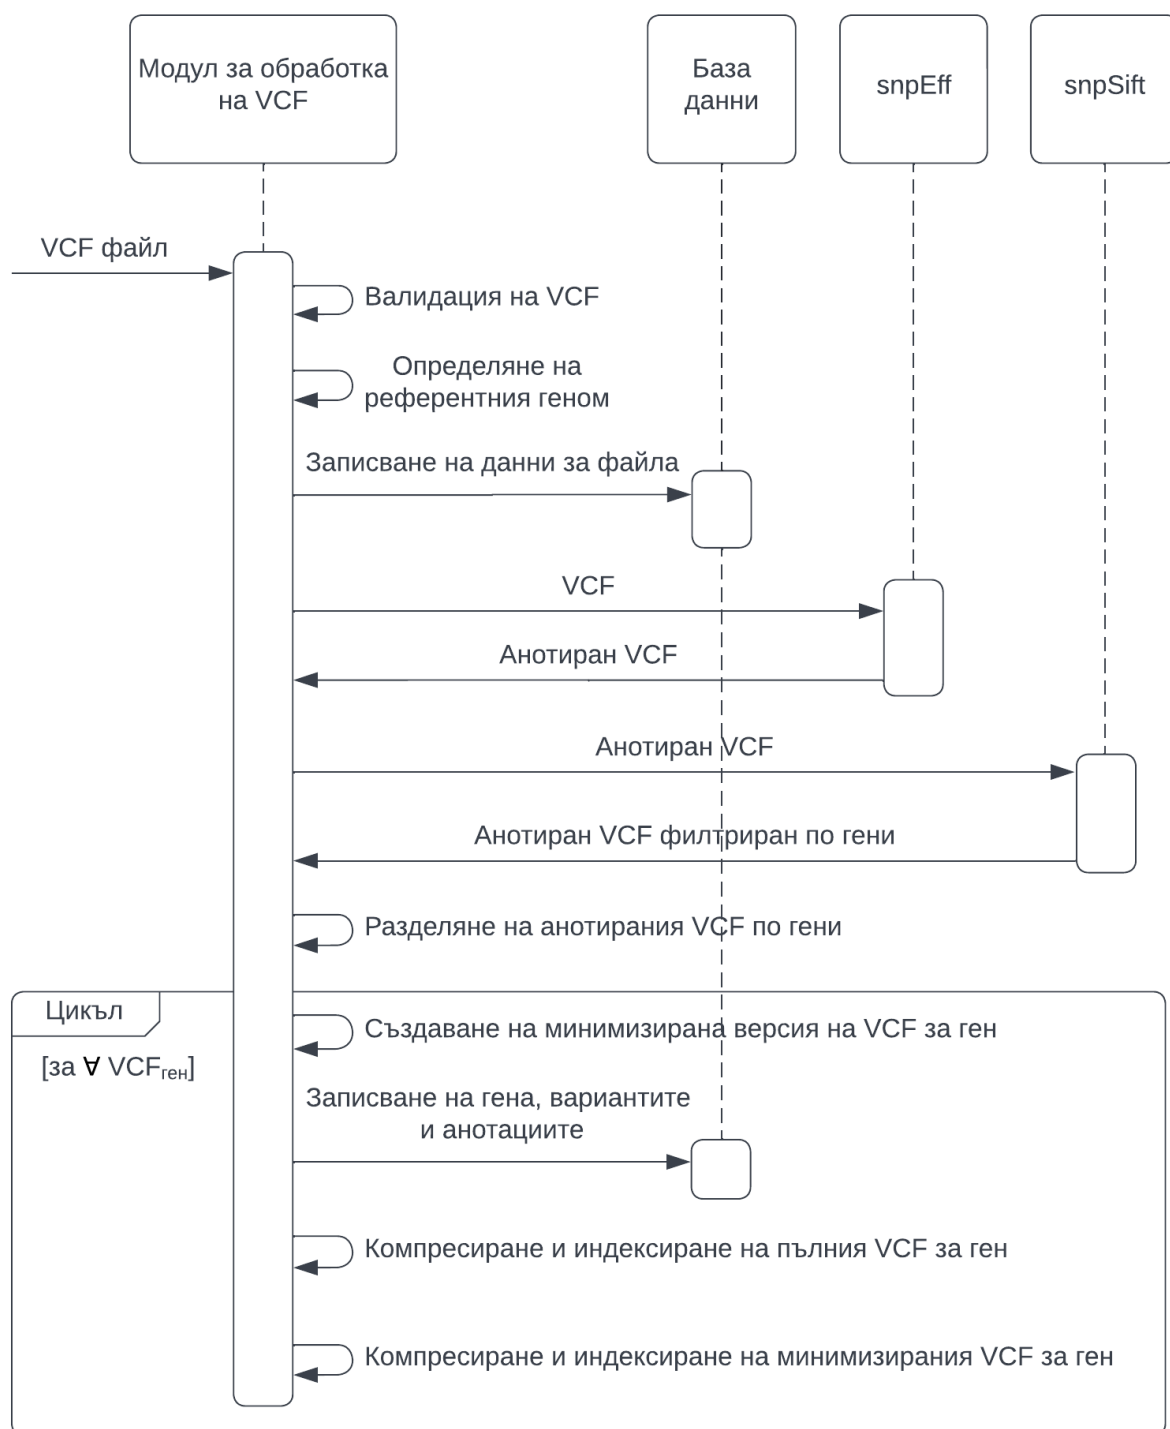 Модул за обработка
на VCF
База
данни
snpEff
snpSift
VCF файл
Валидация на VCF
Определяне на
референтния геном
Записване на данни за файла
VCF
Анотиран VCF
Анотиран VCF
Анотиран VCF филтриран по гени
Разделяне на анотирания VCF по гени
Цикъл
[за ∀ VCFген]
Създаване на минимизирана версия на VCF за ген
Записване на гена, вариантите
и анотациите
Компресиране и индексиране на пълния VCF за ген
Компресиране и индексиране на минимизирания VCF за ген